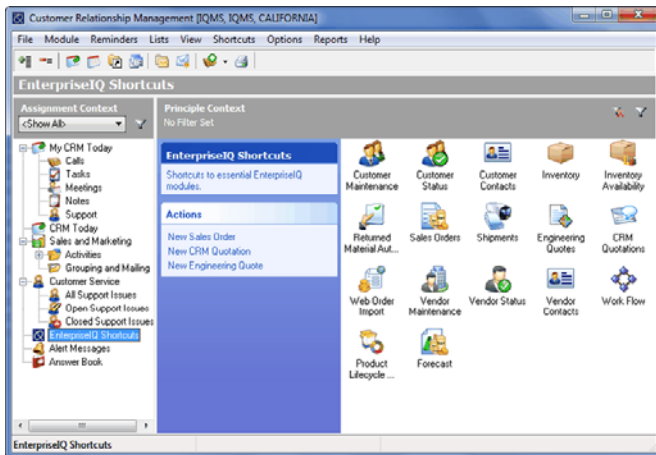 Customer Relationship Management [IQMS, IQMS, CALIFORNIA]
File Module Reminders Lists View Shortcuts Options Reports Help
EnterpriseIQ Shortcuts
Assignment Context
<Show All>
Principle Context
No Filter Set
My CRM Today
Calls
Tasks
Meetings
Notes
Support
CRM Today
Sales and Marketing
Activities
Grouping and Mailing
Customer Service
All Support Issues
Open Support Issues
Closed Support Issues
EnterpriseIQ Shortcuts
Alert Messages
Answer Book
EnterpriseIQ Shortcuts
Shortcuts to essential EnterpriseIQ
modules.
Actions
New Sales Order
New CRM Quotation
New Engineering Quote
Customer
Maintenance
Customer
Status
Customer
Contacts
Inventory
Inventory
Availability
Returned
Material Aut...
Sales Orders
Shipments
Engineering
Quotes
CRM
Quotations
Web Order
Import
Vendor
Maintenance
Vendor Status
Vendor
Contacts
Work Flow
Product
Lifecycle ...
Forecast
EnterpriseIQ Shortcuts